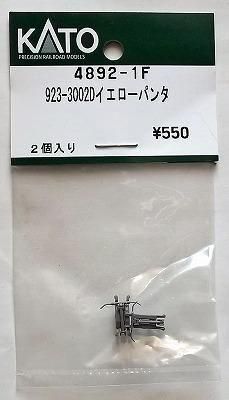 KATO
PRECISION RAILROAD MODELS
4892-1F
923-3002Dイエローパンタ
¥550
2個入り